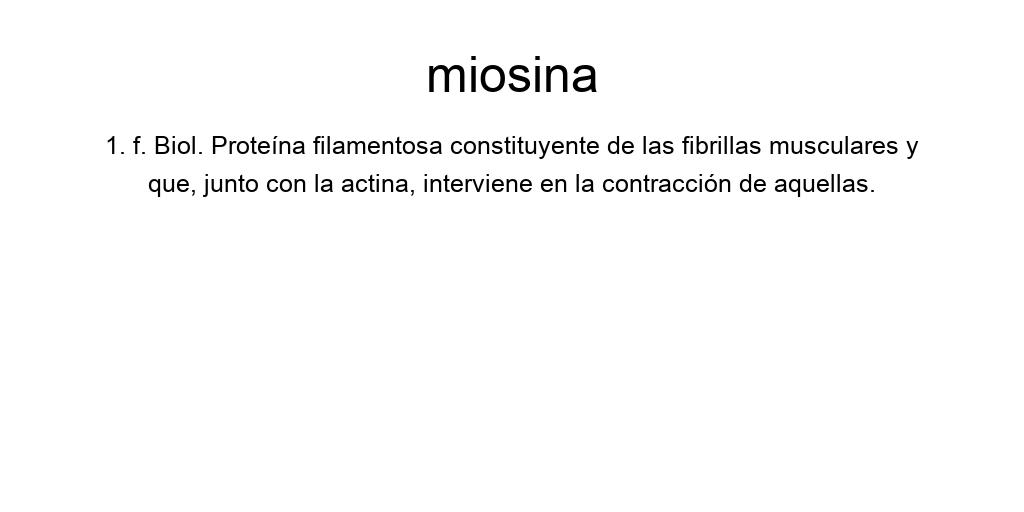 miosina
1. f. Biol. Proteína filamentosa constituyente de las fibrillas musculares y
que, junto con la actina, interviene en la contracción de aquellas.